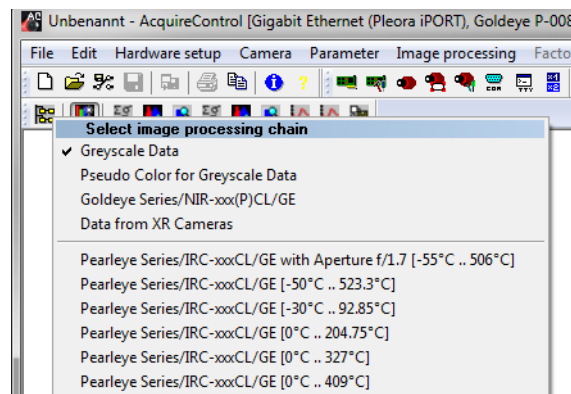 Unbenannt - AcquireControl [Gigabit Ethernet (Pleora iPORT), Goldeye P-008
File Edit Hardware setup Camera Parameter Image processing Facto
Select image processing chain
Greyscale Data
Pseudo Color for Greyscale Data
Goldeye Series/NIR-xxx(P)CL/GE
Data from XR Cameras
Pearleye Series/IRC-xxxCL/GE with Aperture f/1.7 [-55°C .. 506°C]
Pearleye Series/IRC-xxxCL/GE [-50°C .. 523.3°C]
Pearleye Series/IRC-xxxCL/GE [-30°C .. 92.85°C]
Pearleye Series/IRC-xxxCL/GE [0°C .. 204.75°C]
Pearleye Series/IRC-xxxCL/GE [0°C .. 327°C]
Pearleye Series/IRC-xxxCL/GE [0°C .. 409°C]